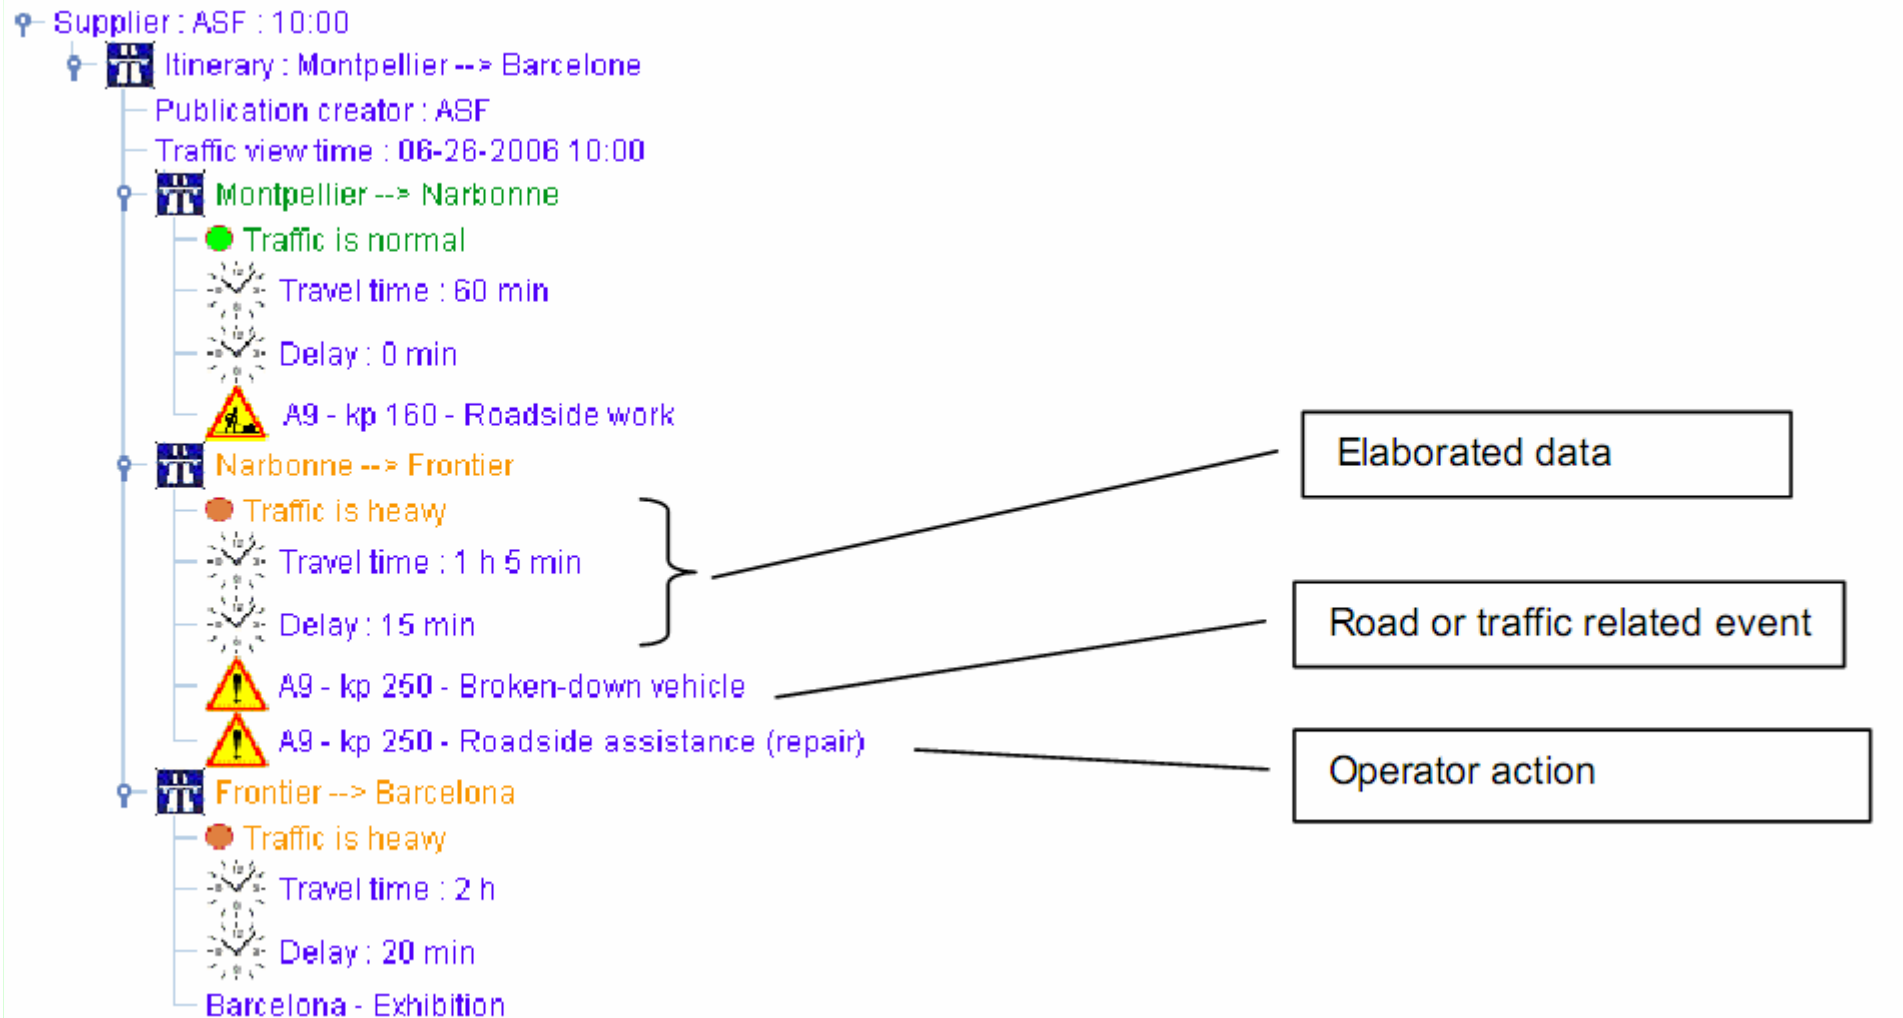 Supplier : ASF : 10:00
Itinerary : Montpellier --> Barcelone
Publication creator : ASF
Traffic view time : 06-26-2006 10:00
Montpellier --> Narbonne
Traffic is normal
Travel time : 60 min
Delay : 0 min
A9 - kp 160 - Roadside work
Narbonne --> Frontier
Traffic is heavy
Travel time : 1 h 5 min
Delay : 15 min
A9 - kp 250 - Broken-down vehicle
A9 - kp 250 - Roadside assistance (repair)
Frontier --> Barcelona
Traffic is heavy
Travel time : 2 h
Delay : 20 min
Barcelona - Exhibition
Elaborated data
Road or traffic related event
Operator action